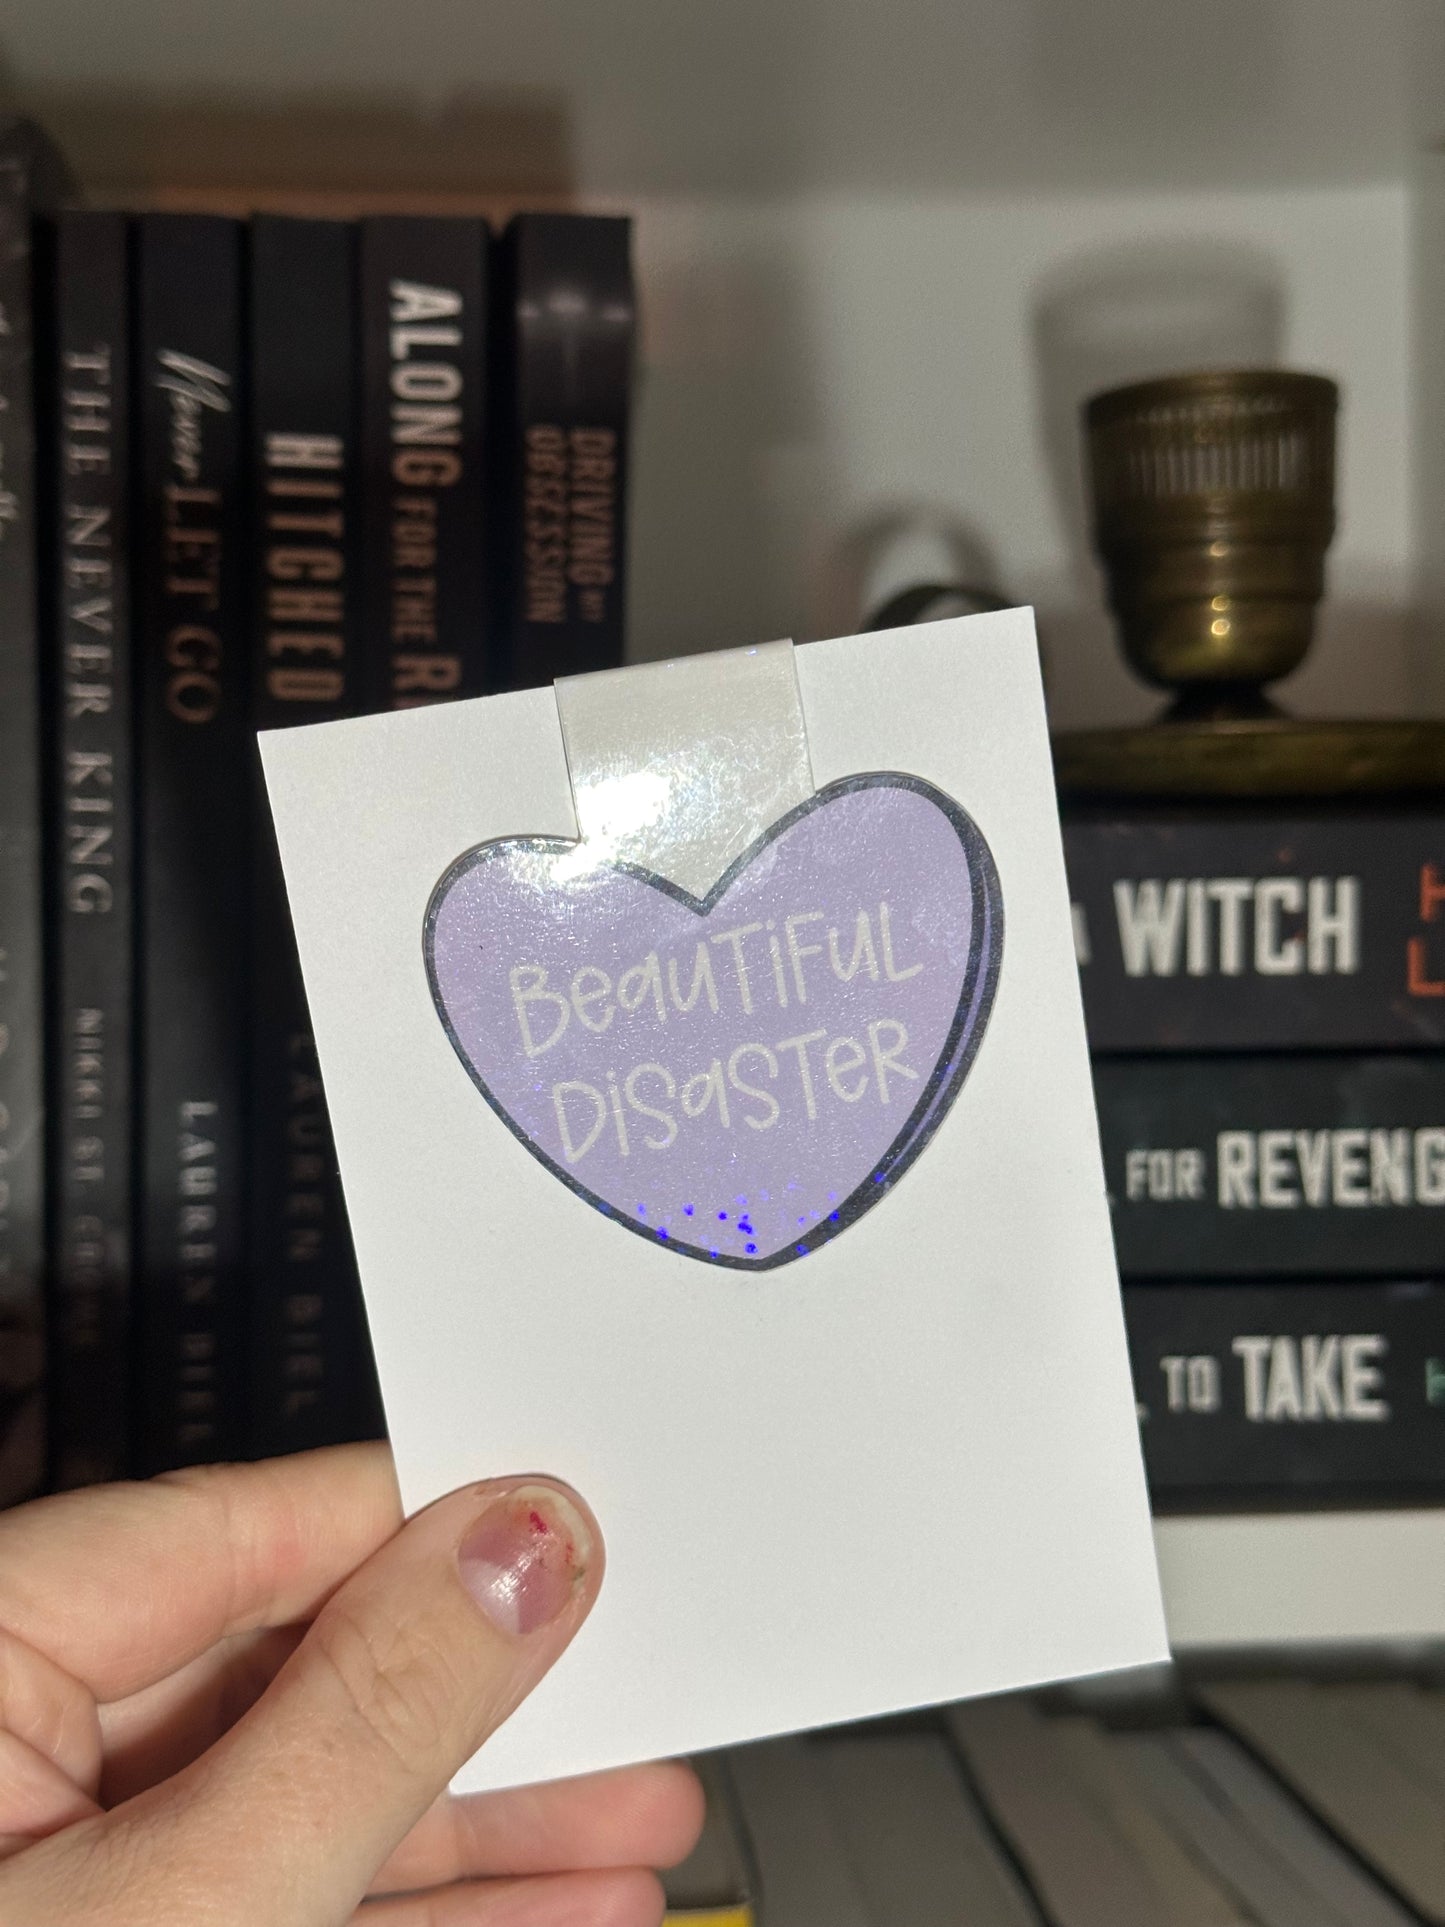 BeauTiFuL
DiSaSTeR
THE NEVER KING
NIKKI ST. CROWE
Never LET GO
LAUREN BIEL
HITCHED
LAUREN BIEL
ALONG FOR THE
DRIVING MY
OBSESSION
WITCH
FOR REVENG
TO TAKE